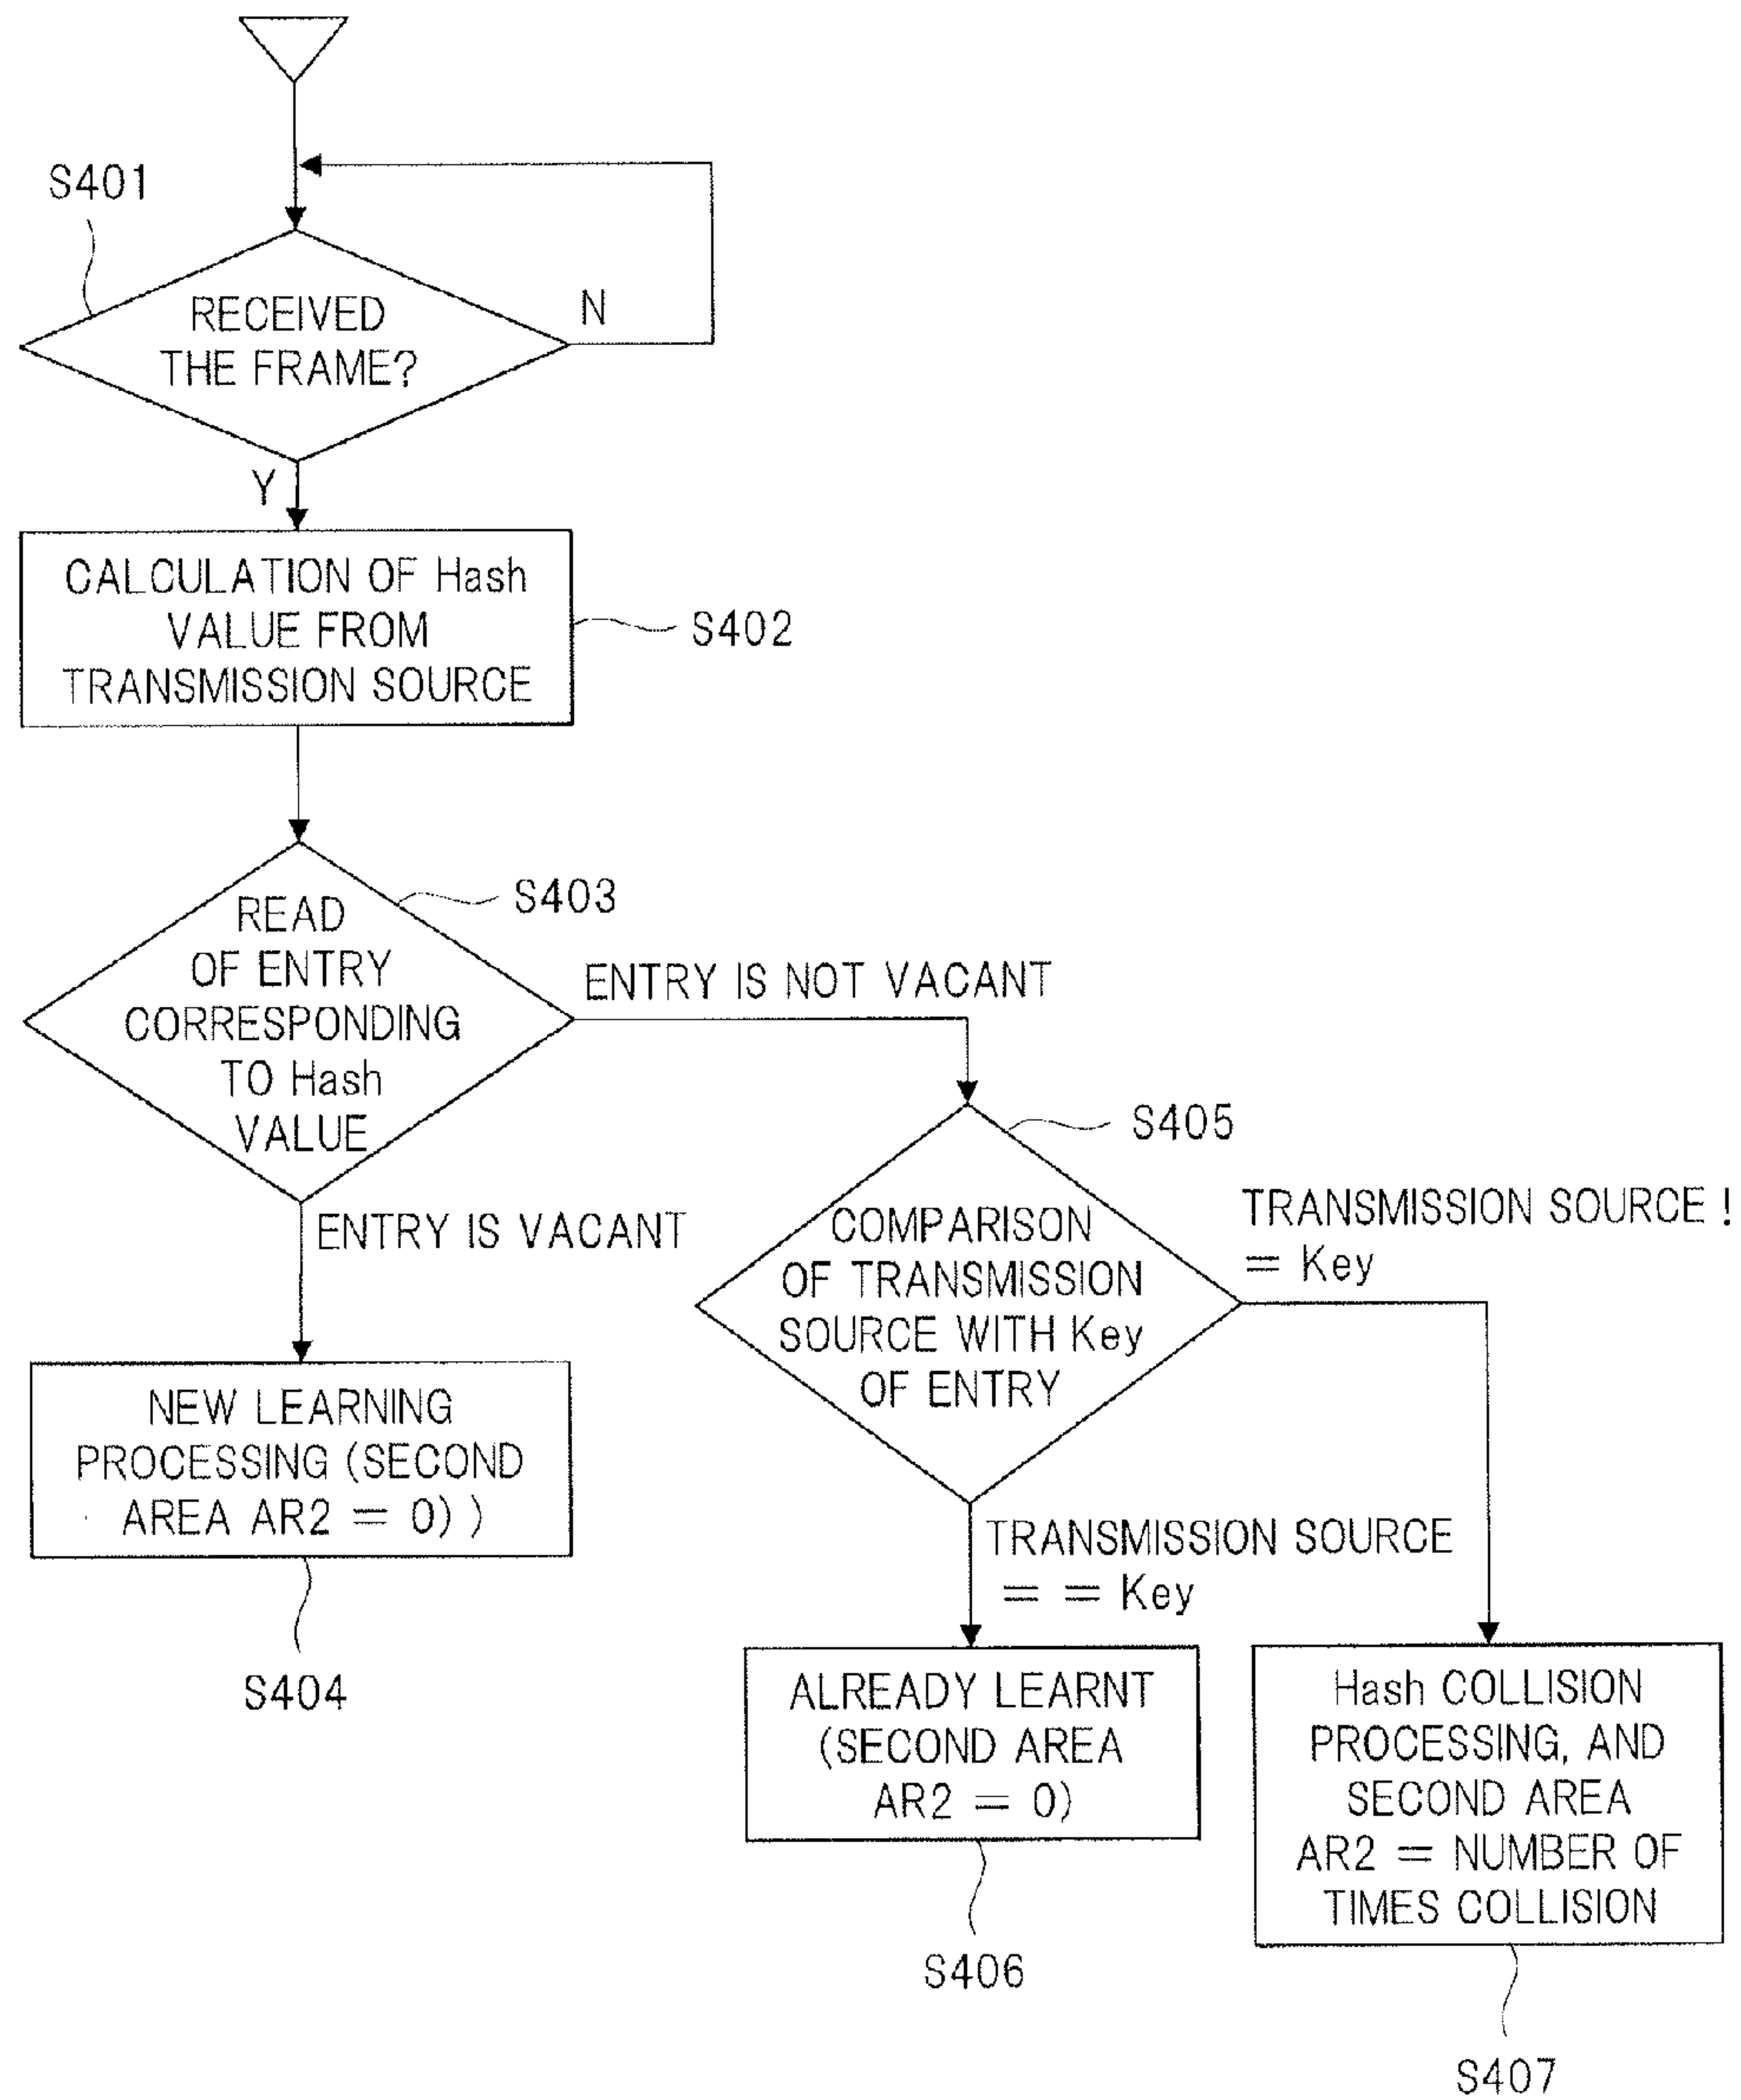 S401
RECEIVED
THE FRAME?
N
Y
CALCULATION OF Hash
VALUE FROM
TRANSMISSION SOURCE
S402
READ
OF ENTRY
CORRESPONDING
TO Hash
VALUE
S403
ENTRY IS NOT VACANT
ENTRY IS VACANT
NEW LEARNING
PROCESSING (SECOND
AREA AR2 = 0) )
S404
S405
COMPARISON
OF TRANSMISSION
SOURCE WITH Key
OF ENTRY
TRANSMISSION SOURCE !
= Key
TRANSMISSION SOURCE
= = Key
ALREADY LEARNT
(SECOND AREA
AR2 = 0)
S406
Hash COLLISION
PROCESSING, AND
SECOND AREA
AR2 = NUMBER OF
TIMES COLLISION
S407